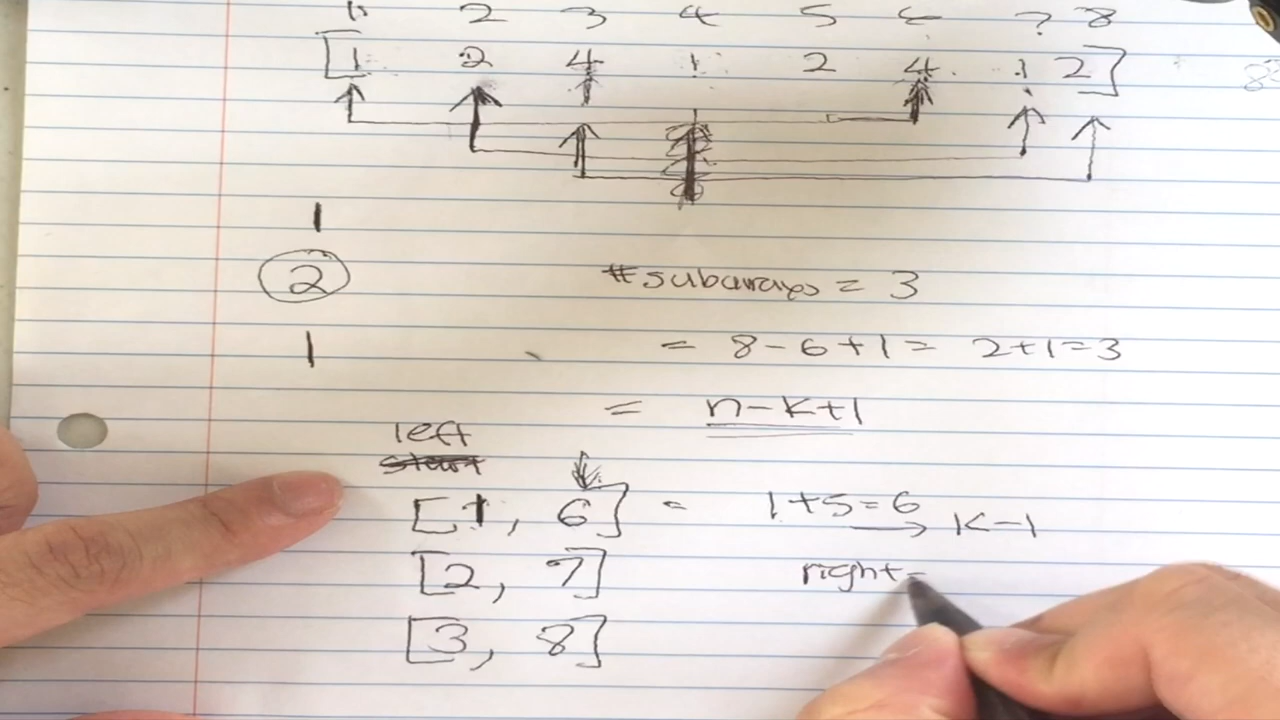 1 2 3 4 5 6 7 8
[1 2 4 1 2 4 1 2]
1
2
#subarrays = 3
1
= 8-6+1 = 2+1=3
= n-k+1
left
start
[1, 6] = 1+5=6
→ k-1
[2, 7]
right=
[3, 8]